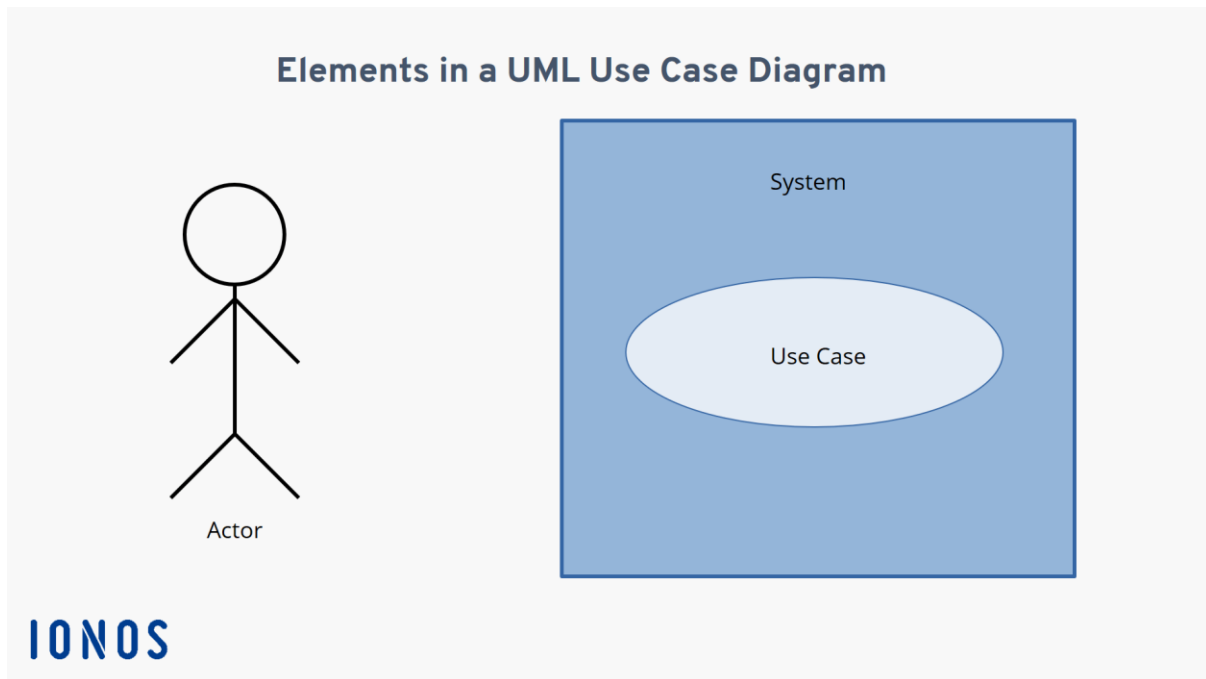 Elements in a UML Use Case Diagram
System
Use Case
Actor
IONOS